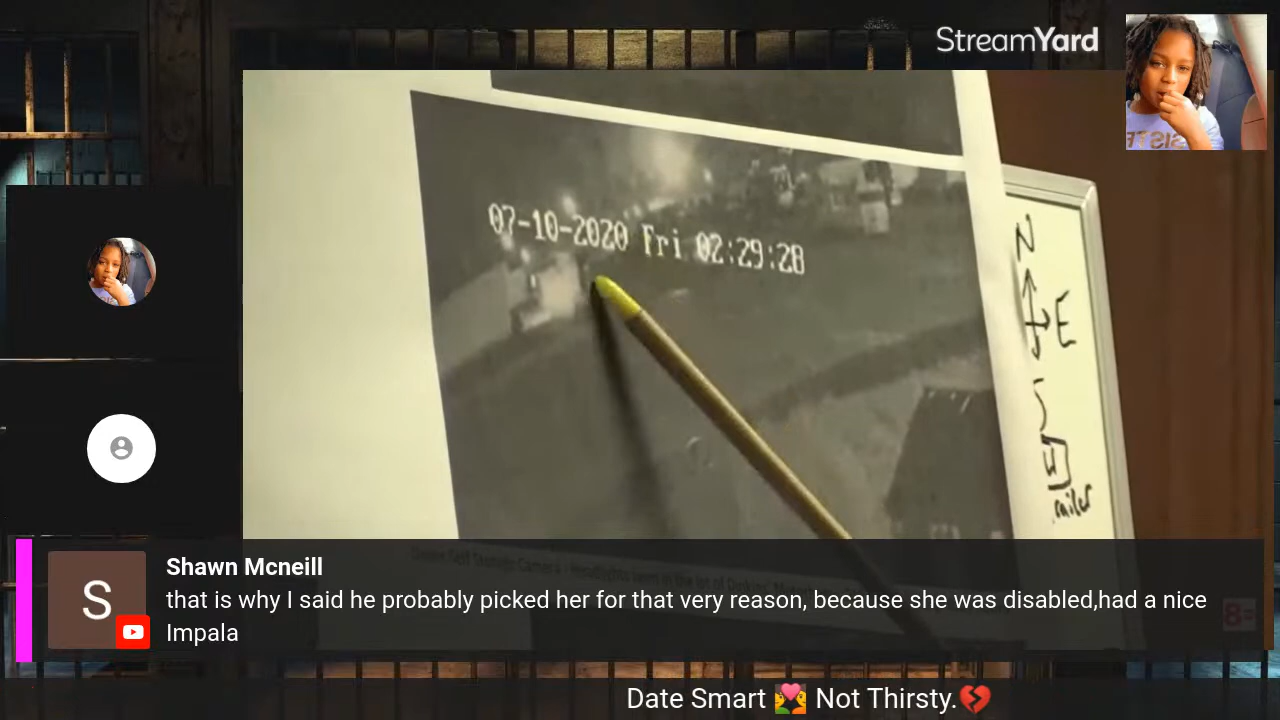 StreamYard
07-10-2020 Fri 02:29:28
N
E
S
Shawn Mcneill
that is why I said he probably picked her for that very reason, because she was disabled,had a nice
Impala
S
Date Smart 💏 Not Thirsty.💔